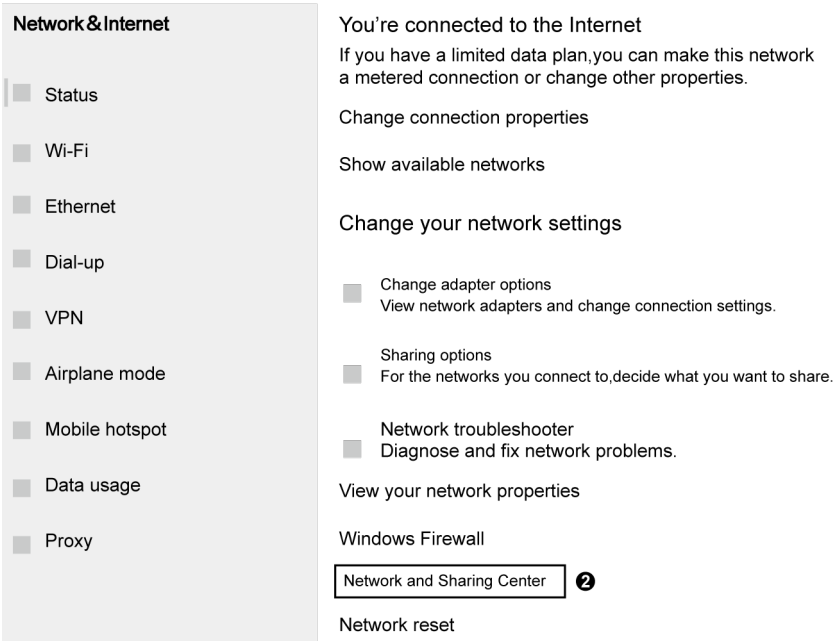 Network&Internet
Status
Wi-Fi
Ethernet
Dial-up
VPN
Airplane mode
Mobile hotspot
Data usage
Proxy
You're connected to the Internet
If you have a limited data plan,you can make this network
a metered connection or change other properties.
Change connection properties
Show available networks
Change your network settings
Change adapter options
View network adapters and change connection settings.
Sharing options
For the networks you connect to,decide what you want to share.
Network troubleshooter
Diagnose and fix network problems.
View your network properties
Windows Firewall
Network and Sharing Center ❷
Network reset